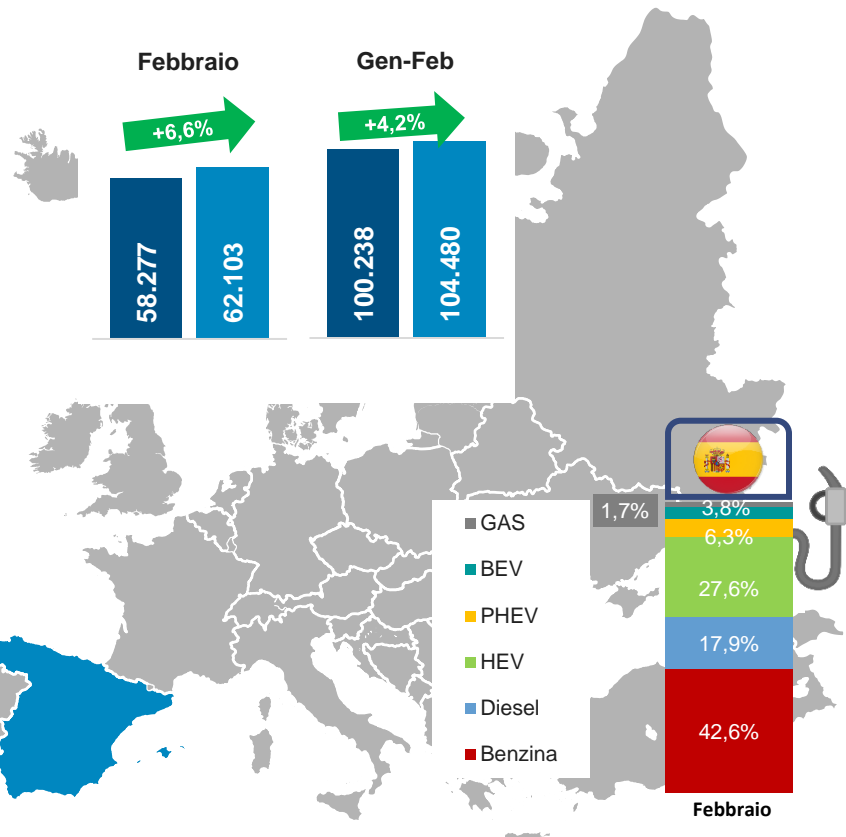 Febbraio
Gen-Feb
+6,6%
+4,2%
58.277
62.103
100.238
104.480
GAS
BEV
PHEV
HEV
Diesel
Benzina
1,7%
3,8%
6,3%
27,6%
17,9%
42,6%
Febbraio